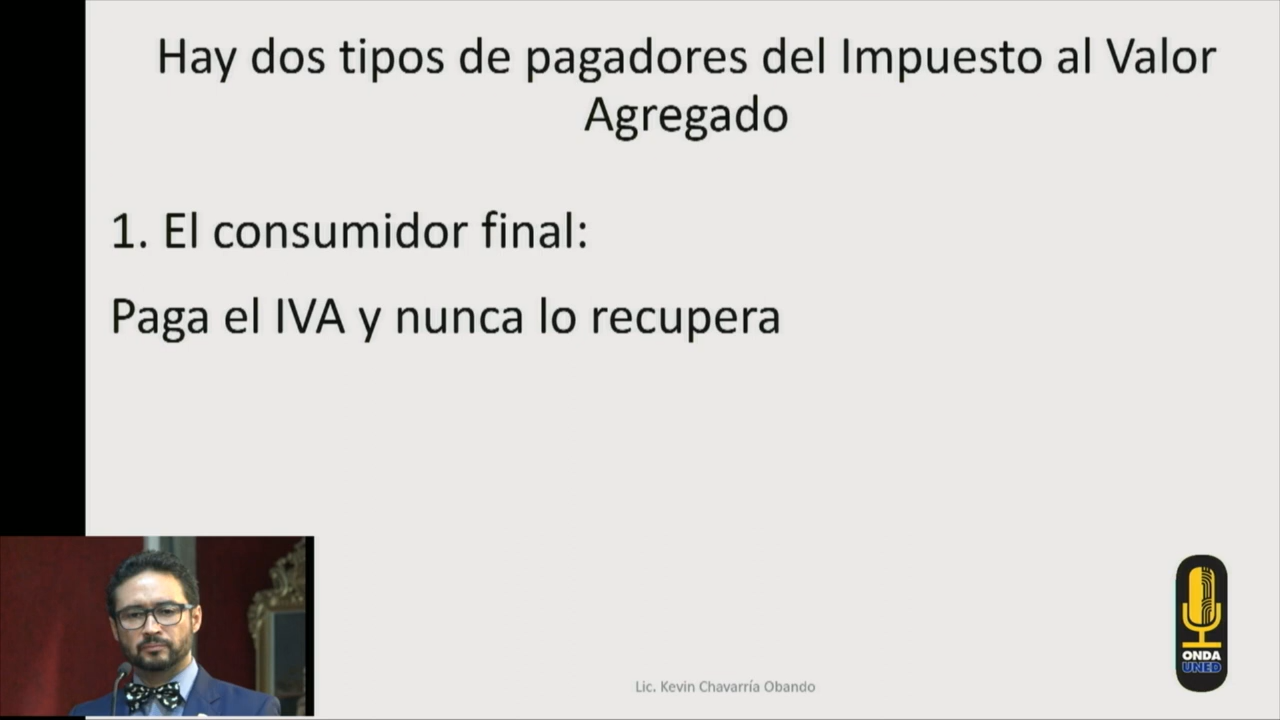 Hay dos tipos de pagadores del Impuesto al Valor
Agregado
1. El consumidor final:
Paga el IVA y nunca lo recupera
ONDA
UNED
Lic. Kevin Chavarría Obando